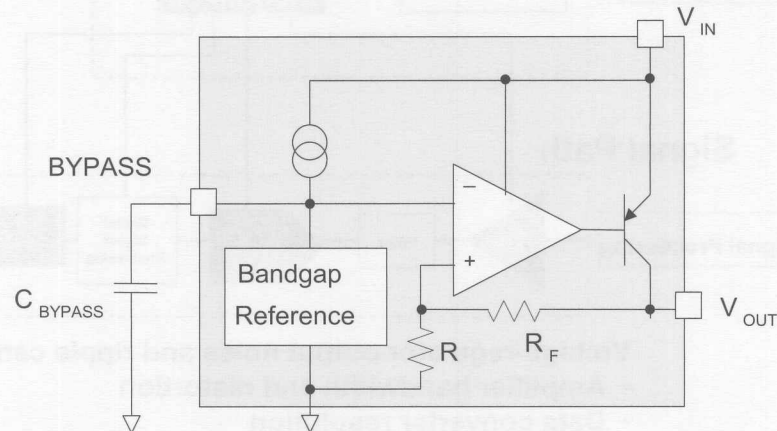 V IN
BYPASS
−
+
Bandgap
Reference
C BYPASS
R
R F
V OUT